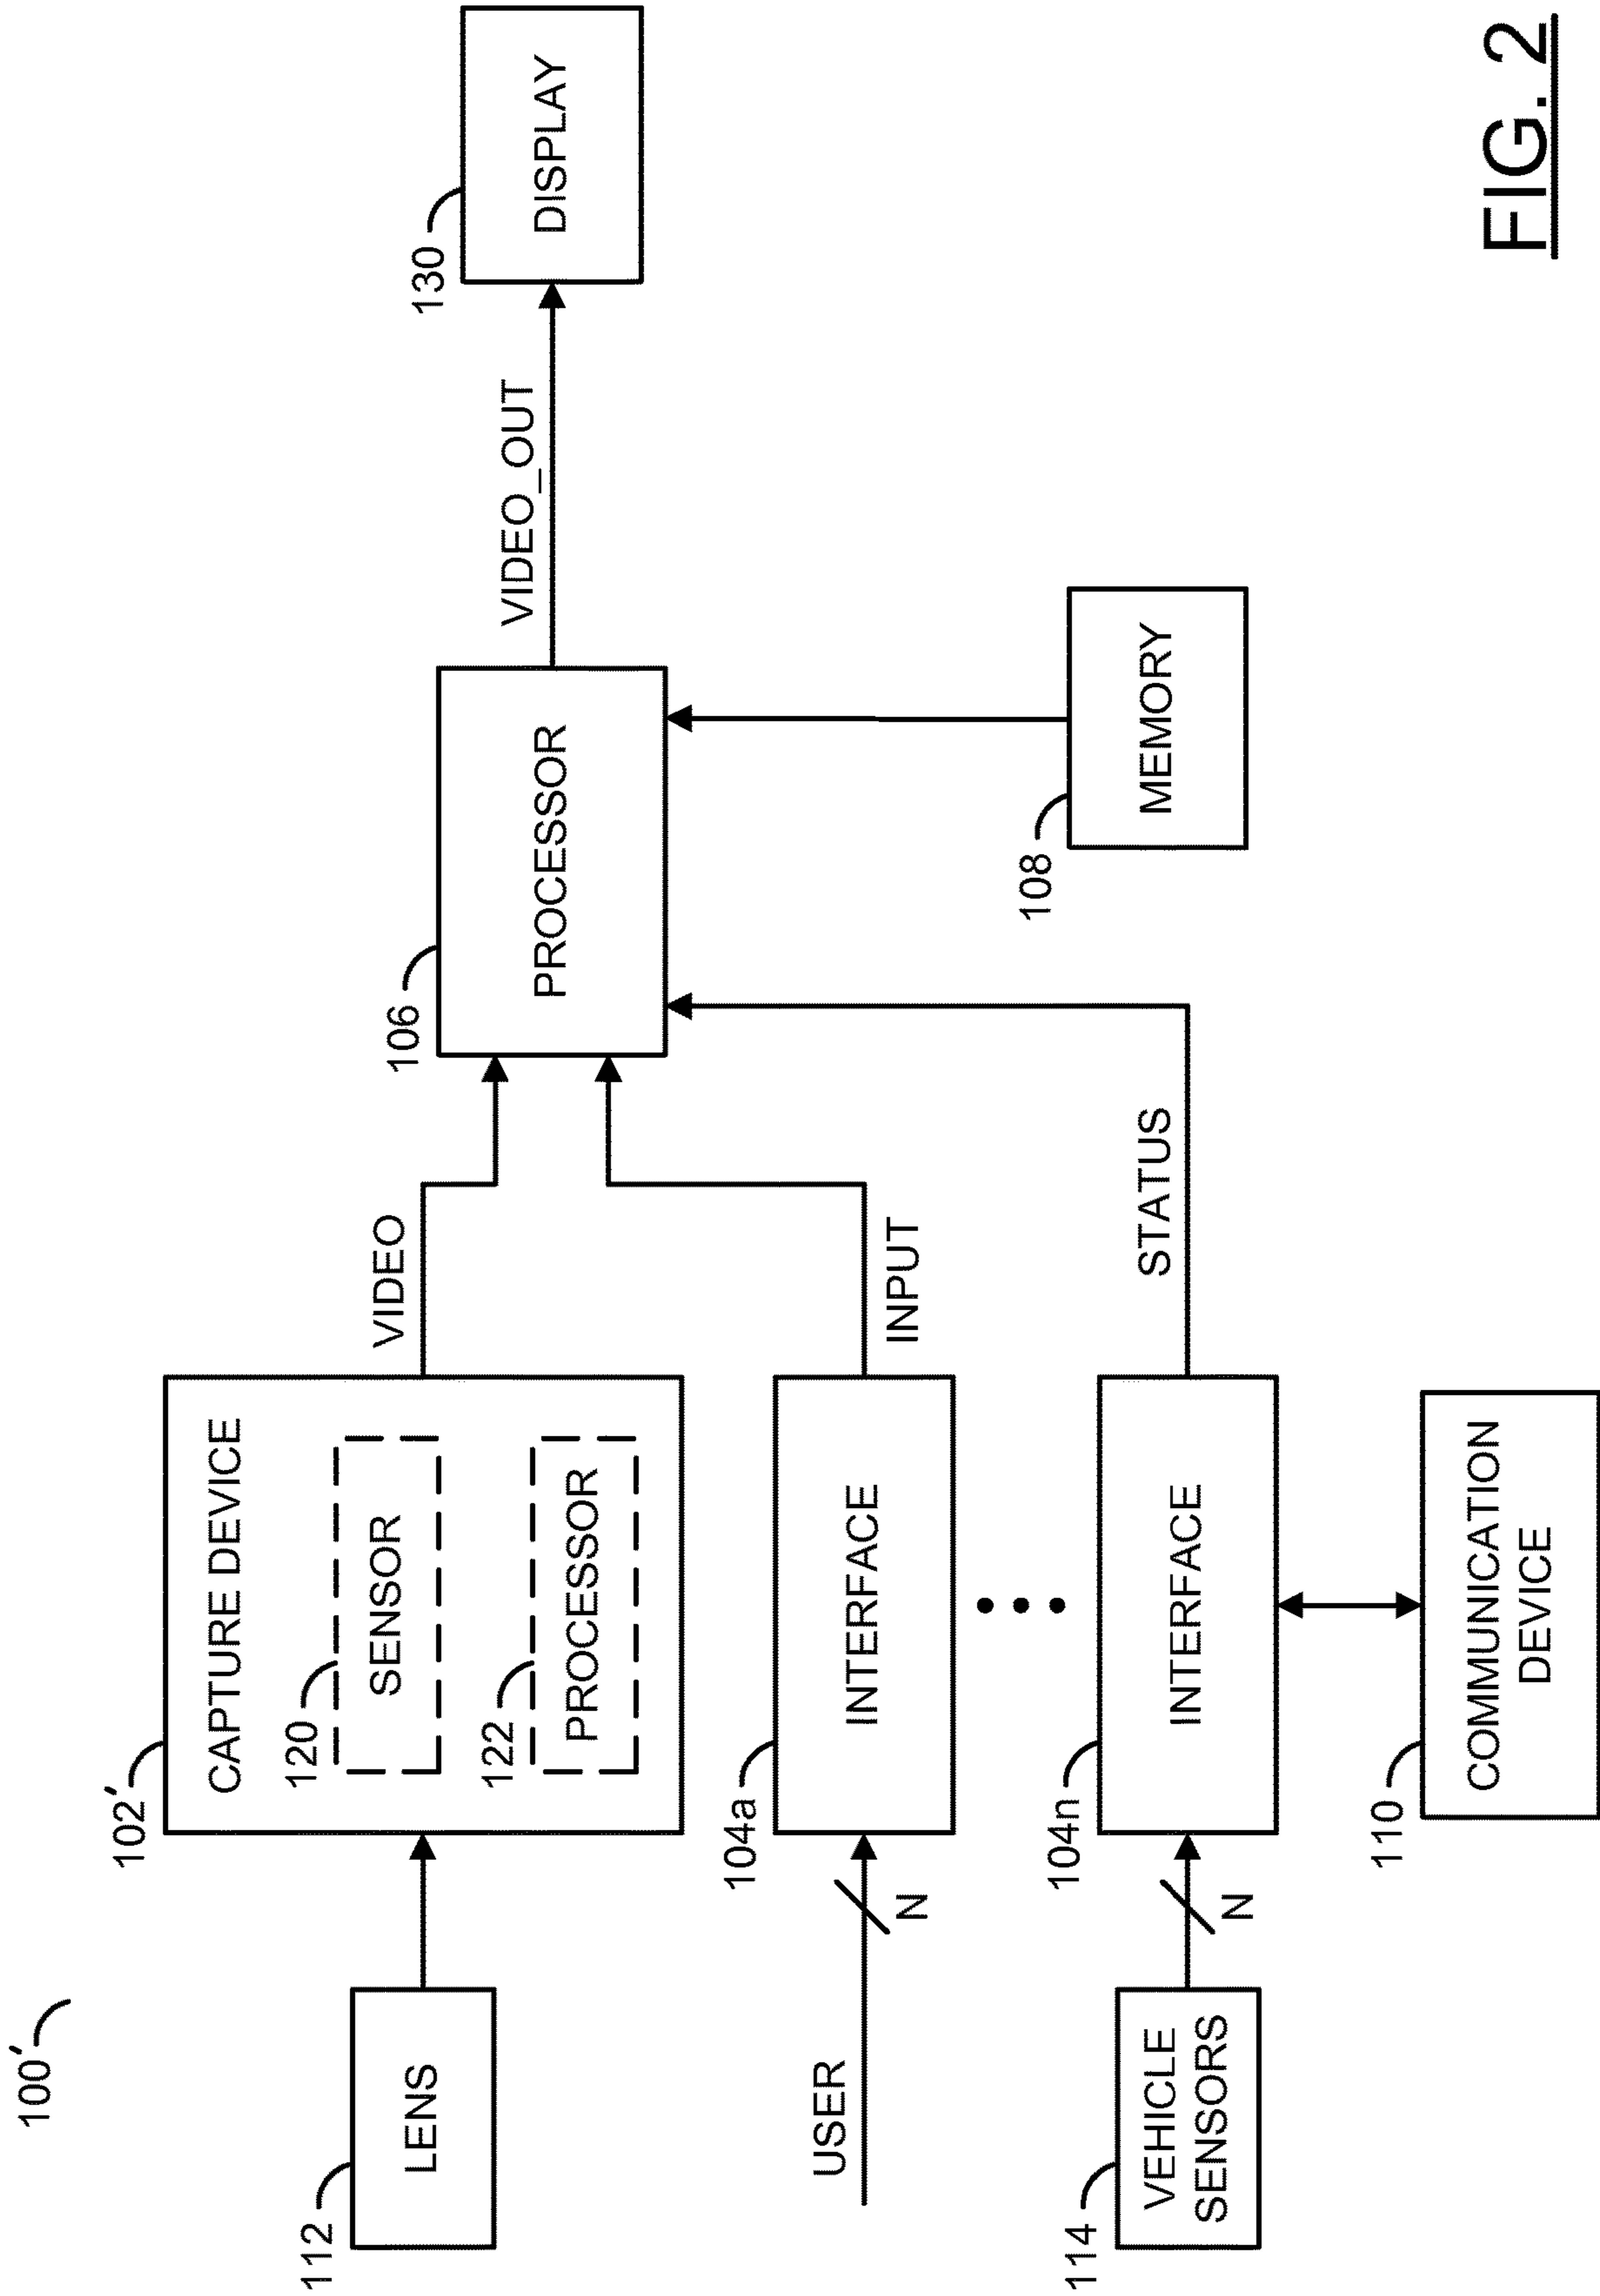 100′
112
LENS
102′
CAPTURE DEVICE
120
SENSOR
122
PROCESSOR
VIDEO
106
PROCESSOR
VIDEO_OUT
130
DISPLAY
USER
N
104a
INTERFACE
INPUT
114
VEHICLE
SENSORS
N
104n
INTERFACE
STATUS
108
MEMORY
110
COMMUNICATION
DEVICE
FIG. 2